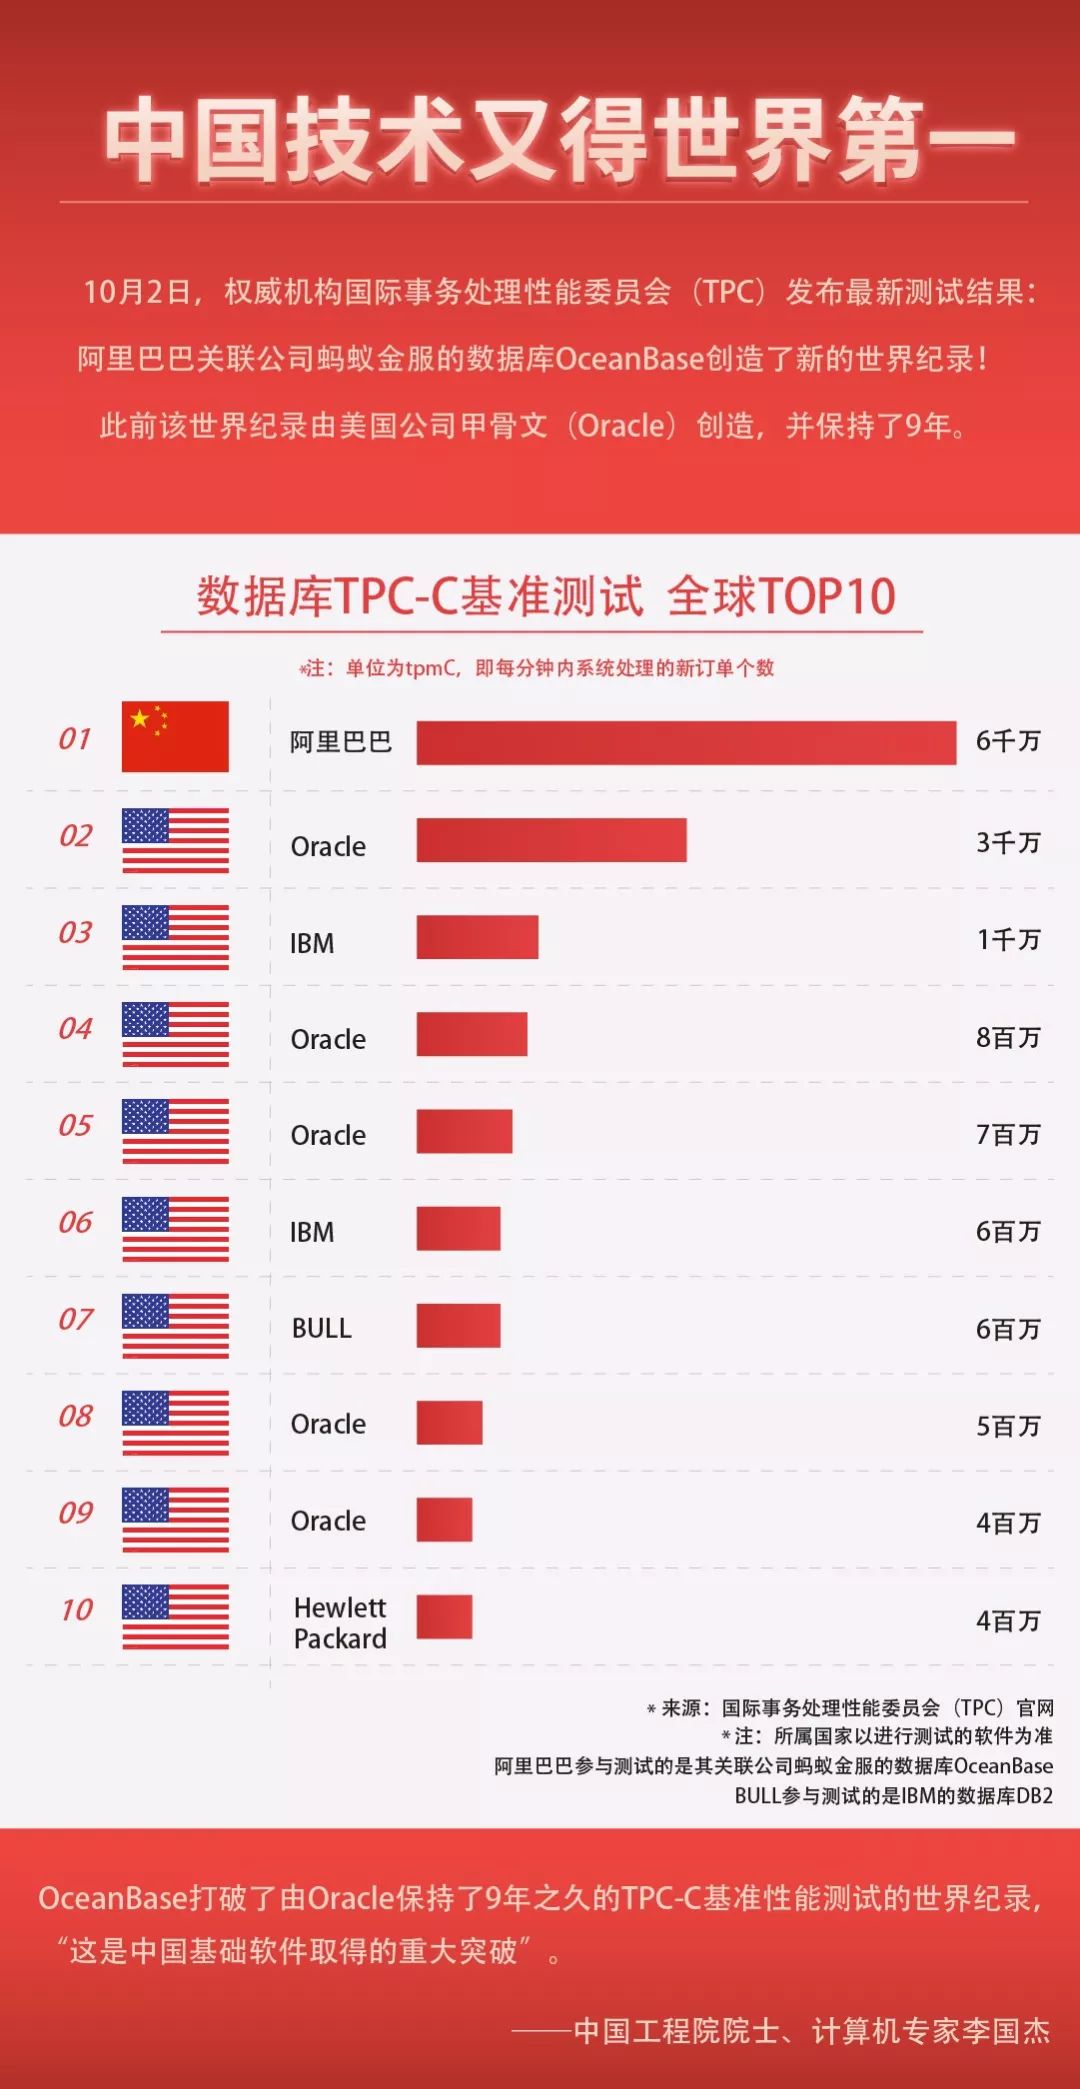 中国技术又得世界第一
10月2日，权威机构国际事务处理性能委员会（TPC）发布最新测试结果：
阿里巴巴关联公司蚂蚁金服的数据库OceanBase创造了新的世界纪录！
此前该世界纪录由美国公司甲骨文（Oracle）创造，并保持了9年。
数据库TPC-C基准测试 全球TOP10
*注：单位为tpmC，即每分钟内系统处理的新订单个数
01 阿里巴巴 6千万
02 Oracle 3千万
03 IBM 1千万
04 Oracle 8百万
05 Oracle 7百万
06 IBM 6百万
07 BULL 6百万
08 Oracle 5百万
09 Oracle 4百万
10 Hewlett
Packard 4百万
* 来源：国际事务处理性能委员会（TPC）官网
*注：所属国家以进行测试的软件为准
阿里巴巴参与测试的是其关联公司蚂蚁金服的数据库OceanBase
BULL参与测试的是IBM的数据库DB2
OceanBase打破了由Oracle保持了9年之久的TPC-C基准性能测试的世界纪录，
“这是中国基础软件取得的重大突破”。
——中国工程院院士、计算机专家李国杰